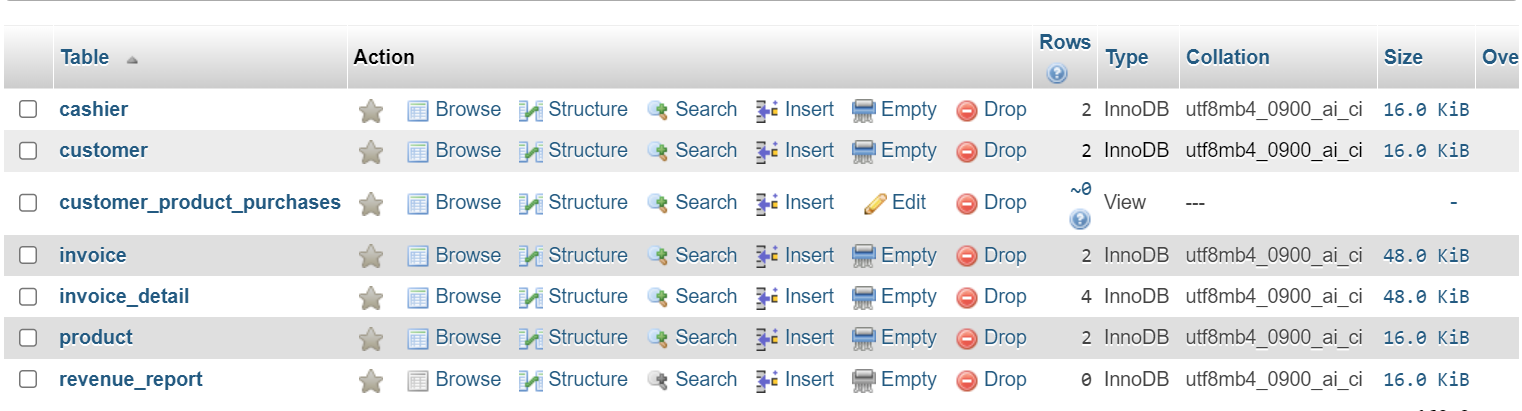 Table Action Rows Type Collation Size Ove
cashier Browse Structure Search Insert Empty Drop 2 InnoDB utf8mb4_0900_ai_ci 16.0 KiB
customer Browse Structure Search Insert Empty Drop 2 InnoDB utf8mb4_0900_ai_ci 16.0 KiB
customer_product_purchases Browse Structure Search Insert Edit Drop ~0 View --- -
invoice Browse Structure Search Insert Empty Drop 2 InnoDB utf8mb4_0900_ai_ci 48.0 KiB
invoice_detail Browse Structure Search Insert Empty Drop 4 InnoDB utf8mb4_0900_ai_ci 48.0 KiB
product Browse Structure Search Insert Empty Drop 2 InnoDB utf8mb4_0900_ai_ci 16.0 KiB
revenue_report Browse Structure Search Insert Empty Drop 0 InnoDB utf8mb4_0900_ai_ci 16.0 KiB